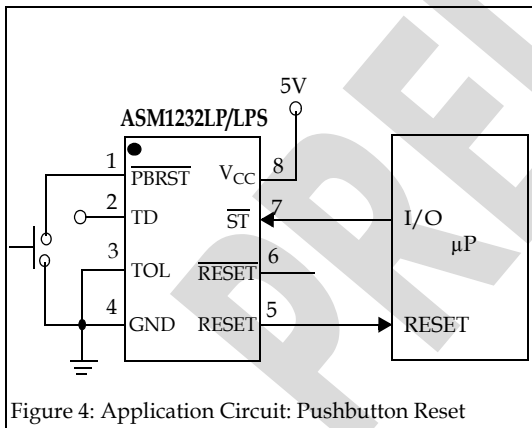 5V
ASM1232LP/LPS
1 PBRST VCC 8
2 TD ST 7 I/O
µP
3 TOL RESET 6
4 GND RESET 5 RESET
Figure 4: Application Circuit: Pushbutton Reset